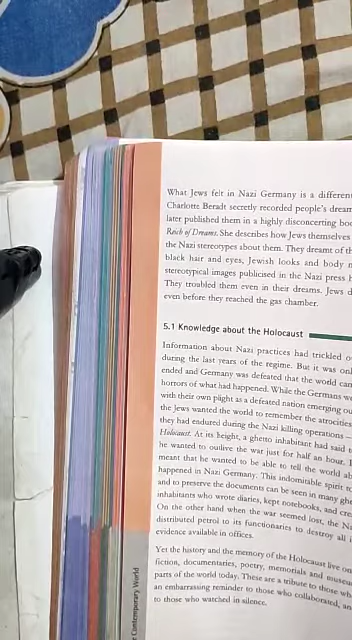 What Jews felt in Nazi Germany is a different
Charlotte Beradt secretly recorded people's dream
later published them in a highly disconcerting boo
Reich of Dreams. She describes how Jews themselves
the Nazi stereotypes about them. They dreamt of th
black hair and eyes, Jewish looks and body m
stereotypical images publicised in the Nazi press h
They troubled them even in their dreams. Jews d
even before they reached the gas chamber.
5.1 Knowledge about the Holocaust
Information about Nazi practices had trickled o
during the last years of the regime. But it was onl
ended and Germany was defeated that the world cam
horrors of what had happened. While the Germans we
with their own plight as a defeated nation emerging ou
the Jews wanted the world to remember the atrocities
they had endured during the Nazi killing operations –
Holocaust. At its height, a ghetto inhabitant had said t
he wanted to outlive the war just for half an hour.
meant that he wanted to be able to tell the world ab
happened in Nazi Germany. This indomitable spirit t
and to preserve the documents can be seen in many ghe
inhabitants who wrote diaries, kept notebooks, and cre
On the other hand when the war seemed lost, the Na
distributed petrol to its functionaries to destroy all i
evidence available in offices.
Yet the history and the memory of the Holocaust live on
fiction, documentaries, poetry, memorials and museu
parts of the world today. These are a tribute to those wh
an embarrassing reminder to those who collaborated, an
to those who watched in silence.
Contemporary World